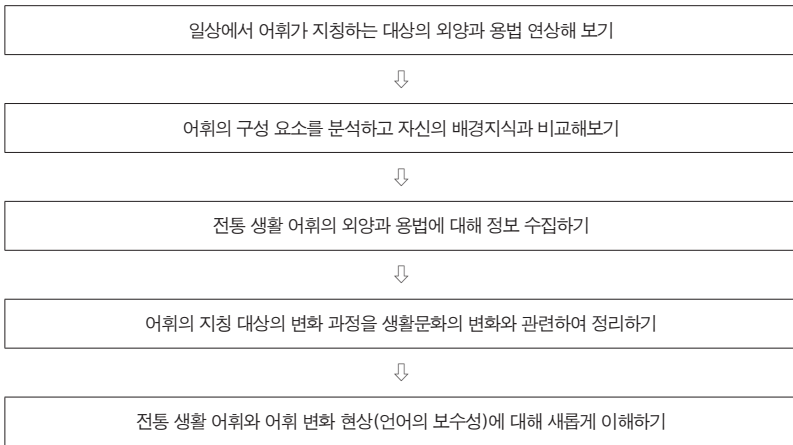 일상에서 어휘가 지칭하는 대상의 외양과 용법 연상해 보기
⇩
어휘의 구성 요소를 분석하고 자신의 배경지식과 비교해보기
⇩
전통 생활 어휘의 외양과 용법에 대해 정보 수집하기
⇩
어휘의 지칭 대상의 변화 과정을 생활문화의 변화와 관련하여 정리하기
⇩
전통 생활 어휘와 어휘 변화 현상(언어의 보수성)에 대해 새롭게 이해하기